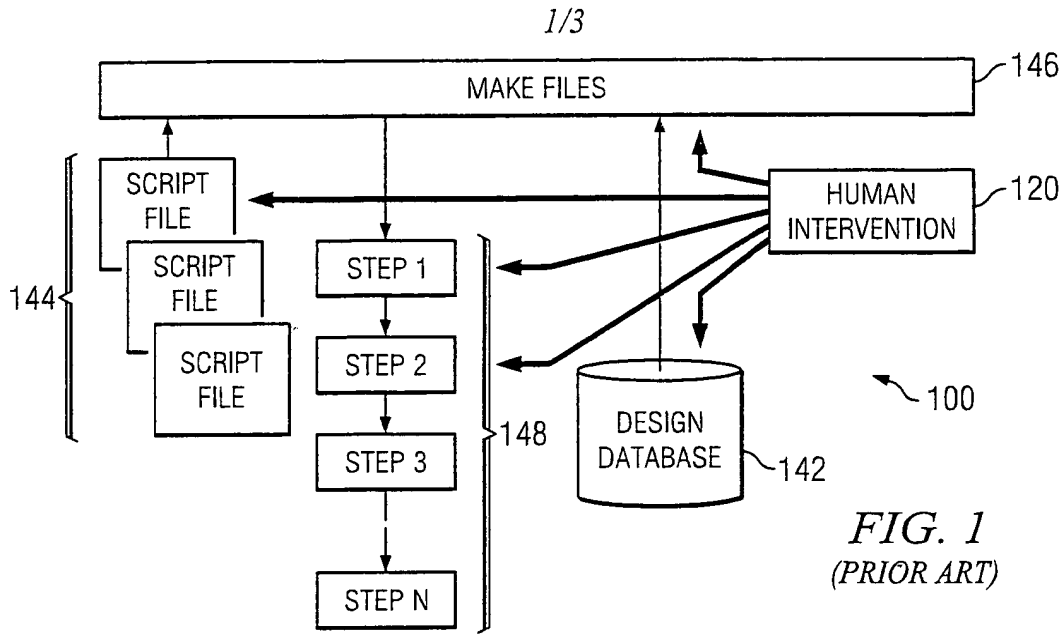 1/3
MAKE FILES
146
SCRIPT
FILE
SCRIPT
FILE
SCRIPT
FILE
144
STEP 1
STEP 2
STEP 3
STEP N
148
HUMAN
INTERVENTION
120
DESIGN
DATABASE
142
100
FIG. 1
(PRIOR ART)